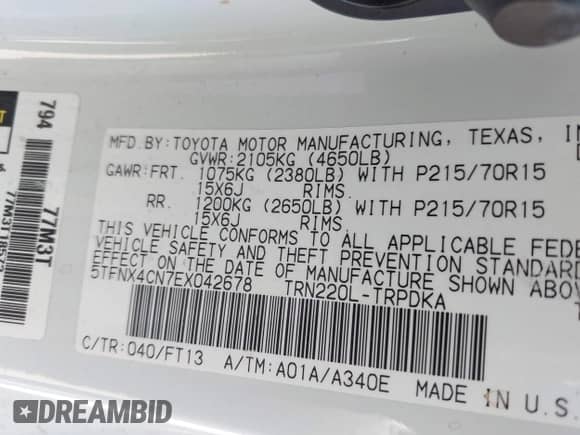 MFD.BY:TOYOTA MOTOR MANUFACTURING, TEXAS,
GVWR:2105KG (4650LB)
GAWR:FRT. 1075KG (2380LB) WITH P215/70R15
15X6J RIMS,
RR. 1200KG (2650LB) WITH P215/70R15
15X6J RIMS,
THIS VEHICLE CONFORMS TO ALL APPLICABLE
VEHICLE SAFETY AND THEFT PREVENTION
EFFECT ON THE DATE OF MANUFACTURE SHOWN
5TFNX4CN7EX042678 TRN220L-TRPDKA
C/TR:040/FT13 A/TM:A01A/A340E MADE IN U.S.
794
77M3T
DREAMBID